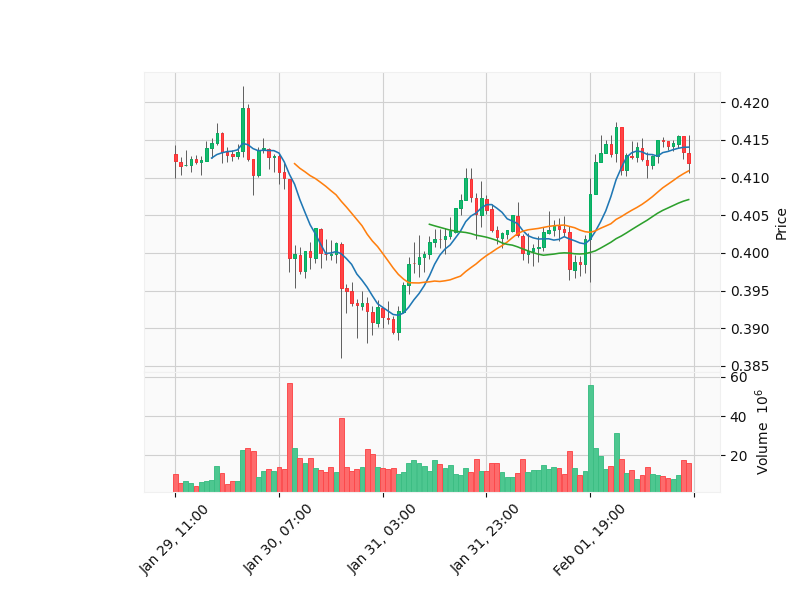 0.420
0.415
0.410
0.405
0.400
0.395
0.390
0.385
Price
60
40
20
Volume 10^6
Jan 29, 11:00
Jan 30, 07:00
Jan 31, 03:00
Jan 31, 23:00
Feb 01, 19:00